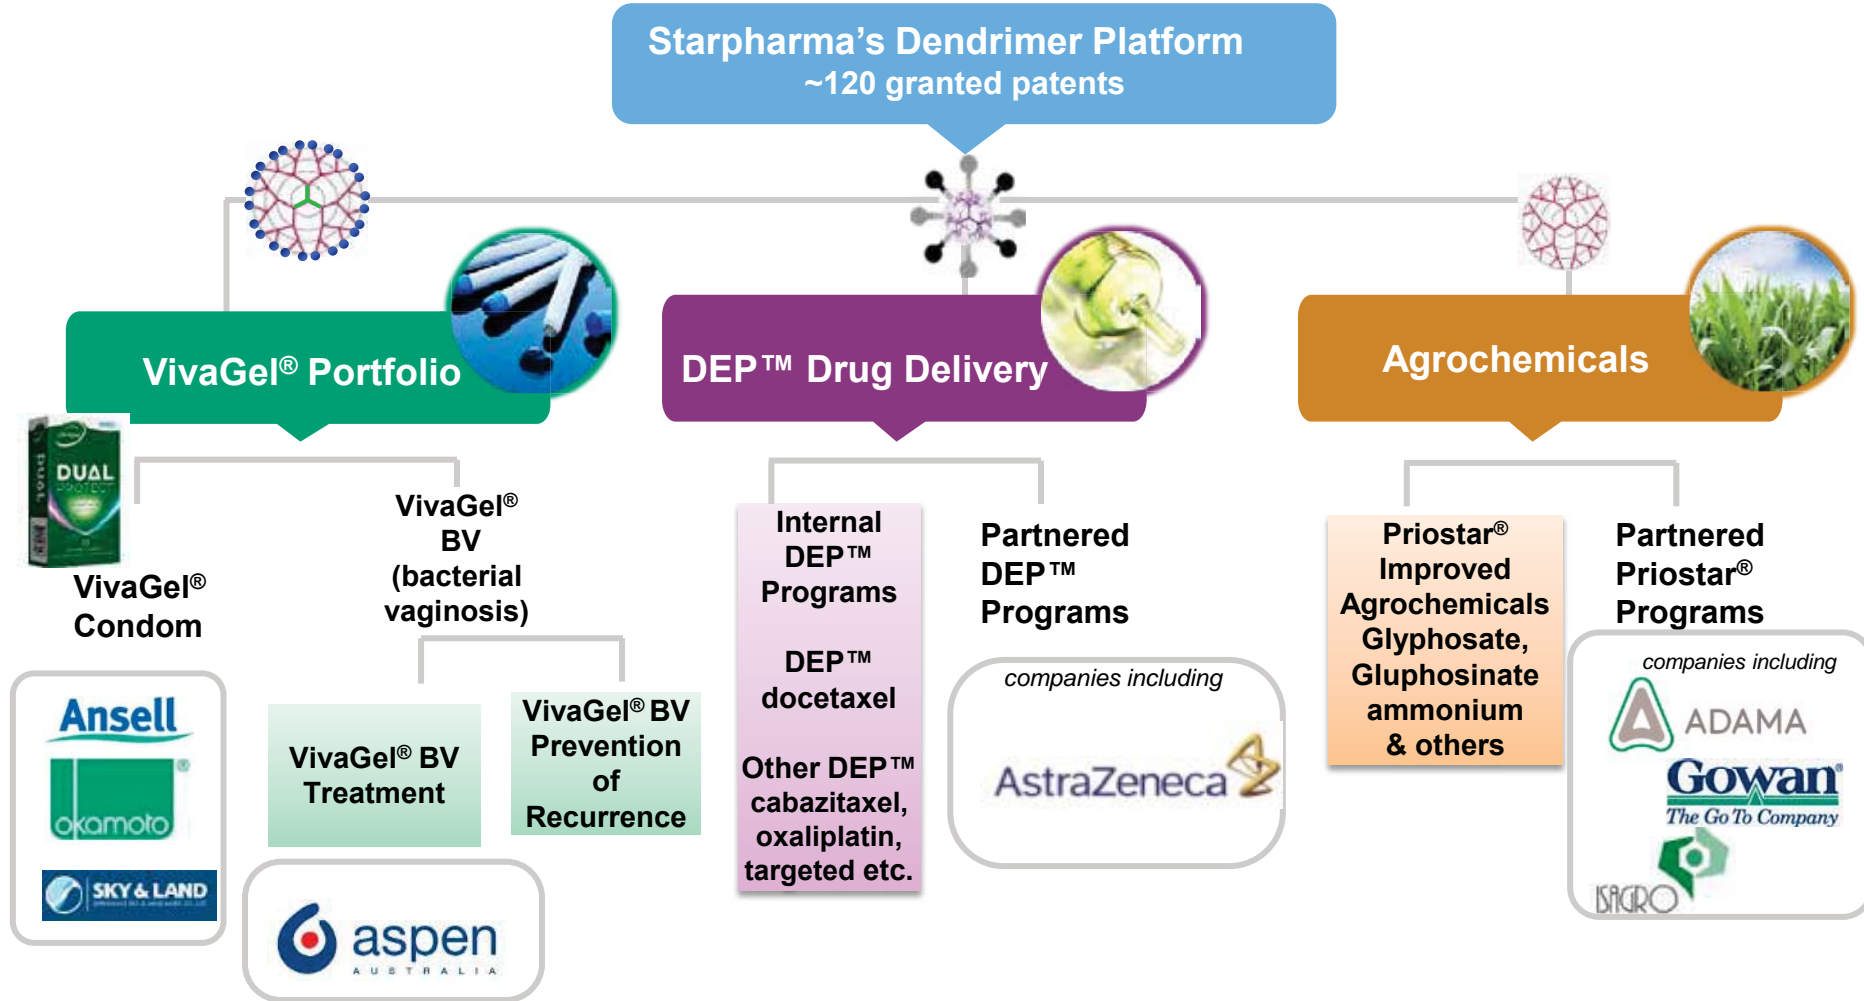 Starpharma’s Dendrimer Platform
~120 granted patents
VivaGel® Portfolio
DEP™ Drug Delivery
Agrochemicals
DUAL
PROTECT
VivaGel®
Condom
Ansell
okamoto
®
SKY & LAND
VivaGel®
BV
(bacterial
vaginosis)
VivaGel® BV
Treatment
VivaGel® BV
Prevention
of
Recurrence
aspen
AUSTRALIA
Internal
DEP™
Programs
DEP™
docetaxel
Other DEP™
cabazitaxel,
oxaliplatin,
targeted etc.
Partnered
DEP™
Programs
companies including
AstraZeneca
Priostar®
Improved
Agrochemicals
Glyphosate,
Gluphosinate
ammonium
& others
Partnered
Priostar®
Programs
companies including
ADAMA
Gowan®
The Go To Company
ISAGRO